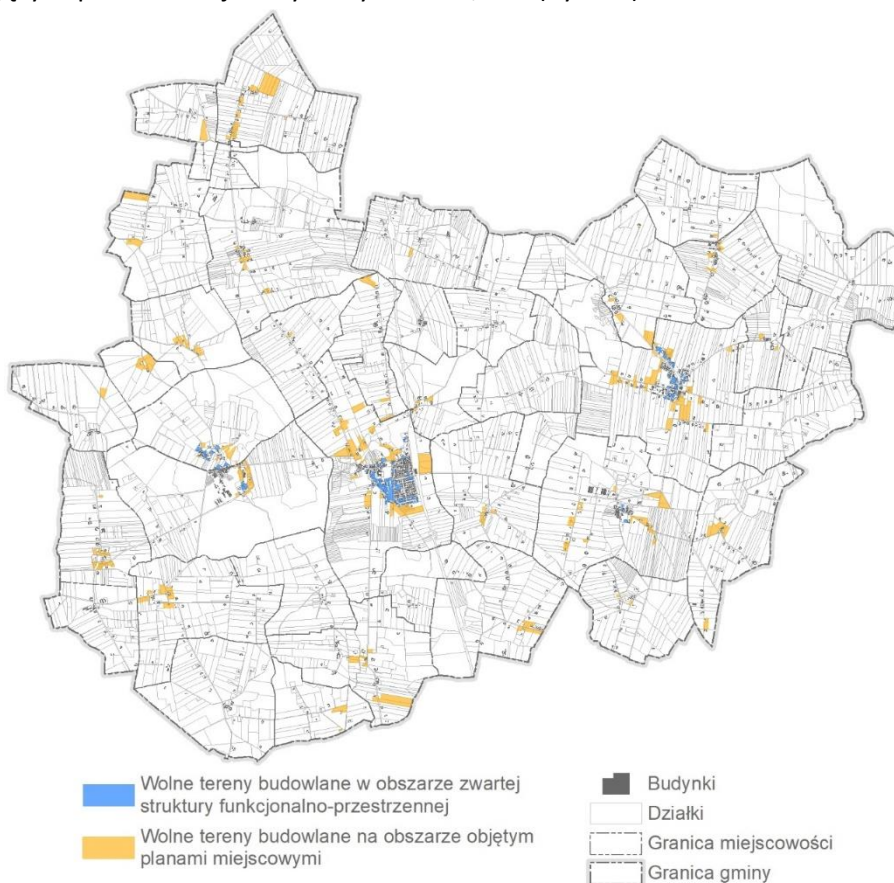 Wolne tereny budowlane w obszarze zwartej
struktury funkcjonalno-przestrzennej
Wolne tereny budowlane na obszarze objętym
planami miejscowymi
Budynki
Działki
Granica miejscowości
Granica gminy